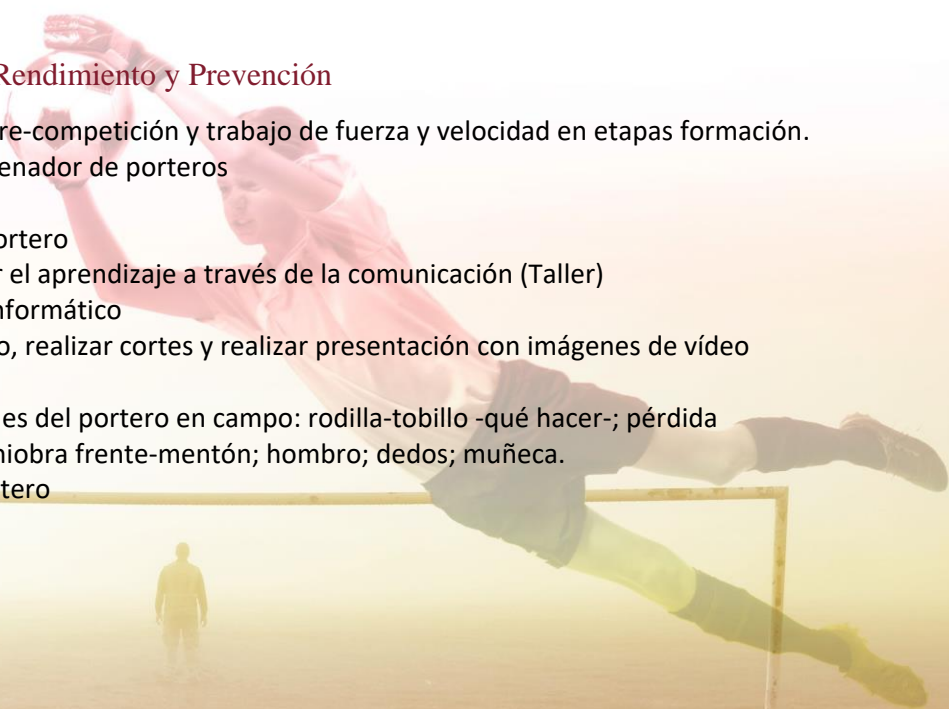 Rendimiento y Prevención
re-competición y trabajo de fuerza y velocidad en etapas formación.
enador de porteros
ortero
r el aprendizaje a través de la comunicación (Taller)
nformático
o, realizar cortes y realizar presentación con imágenes de vídeo
es del portero en campo: rodilla-tobillo -qué hacer-; pérdida
niobra frente-mentón; hombro; dedos; muñeca.
tero